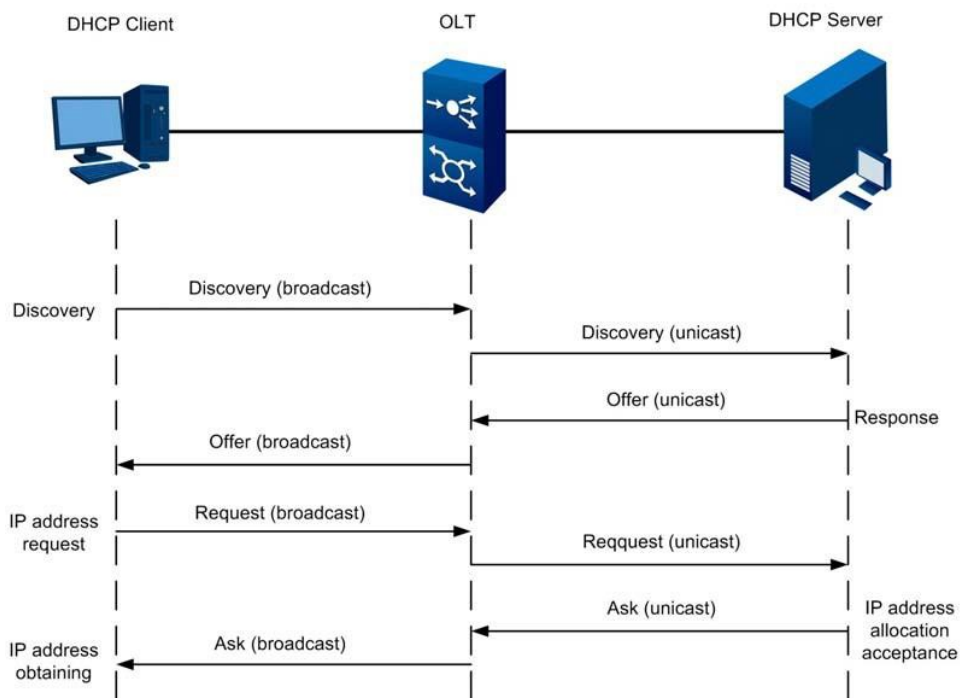 DHCP Client
OLT
DHCP Server
Discovery
Discovery (broadcast)
Discovery (unicast)
Offer (unicast)
Response
Offer (broadcast)
IP address
request
Request (broadcast)
Reqquest (unicast)
Ask (unicast)
IP address
allocation
acceptance
IP address
obtaining
Ask (broadcast)